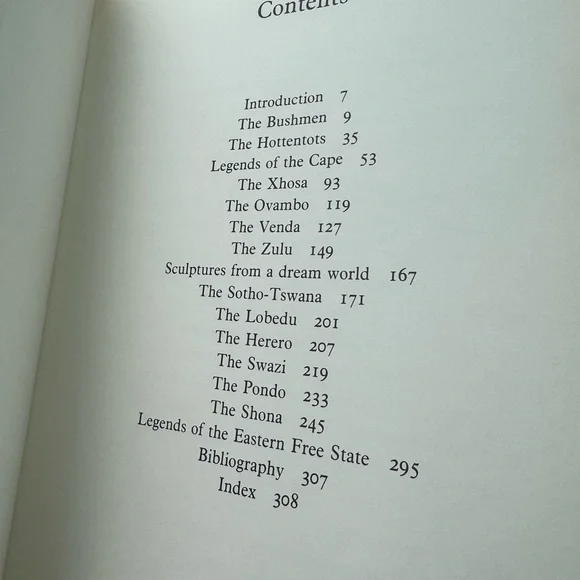 Contents
Introduction 7
The Bushmen 9
The Hottentots 35
Legends of the Cape 53
The Xhosa 93
The Ovambo 119
The Venda 127
The Zulu 149
Sculptures from a dream world 167
The Sotho-Tswana 171
The Lobedu 201
The Herero 207
The Swazi 219
The Pondo 233
The Shona 245
Legends of the Eastern Free State 295
Bibliography 307
Index 308